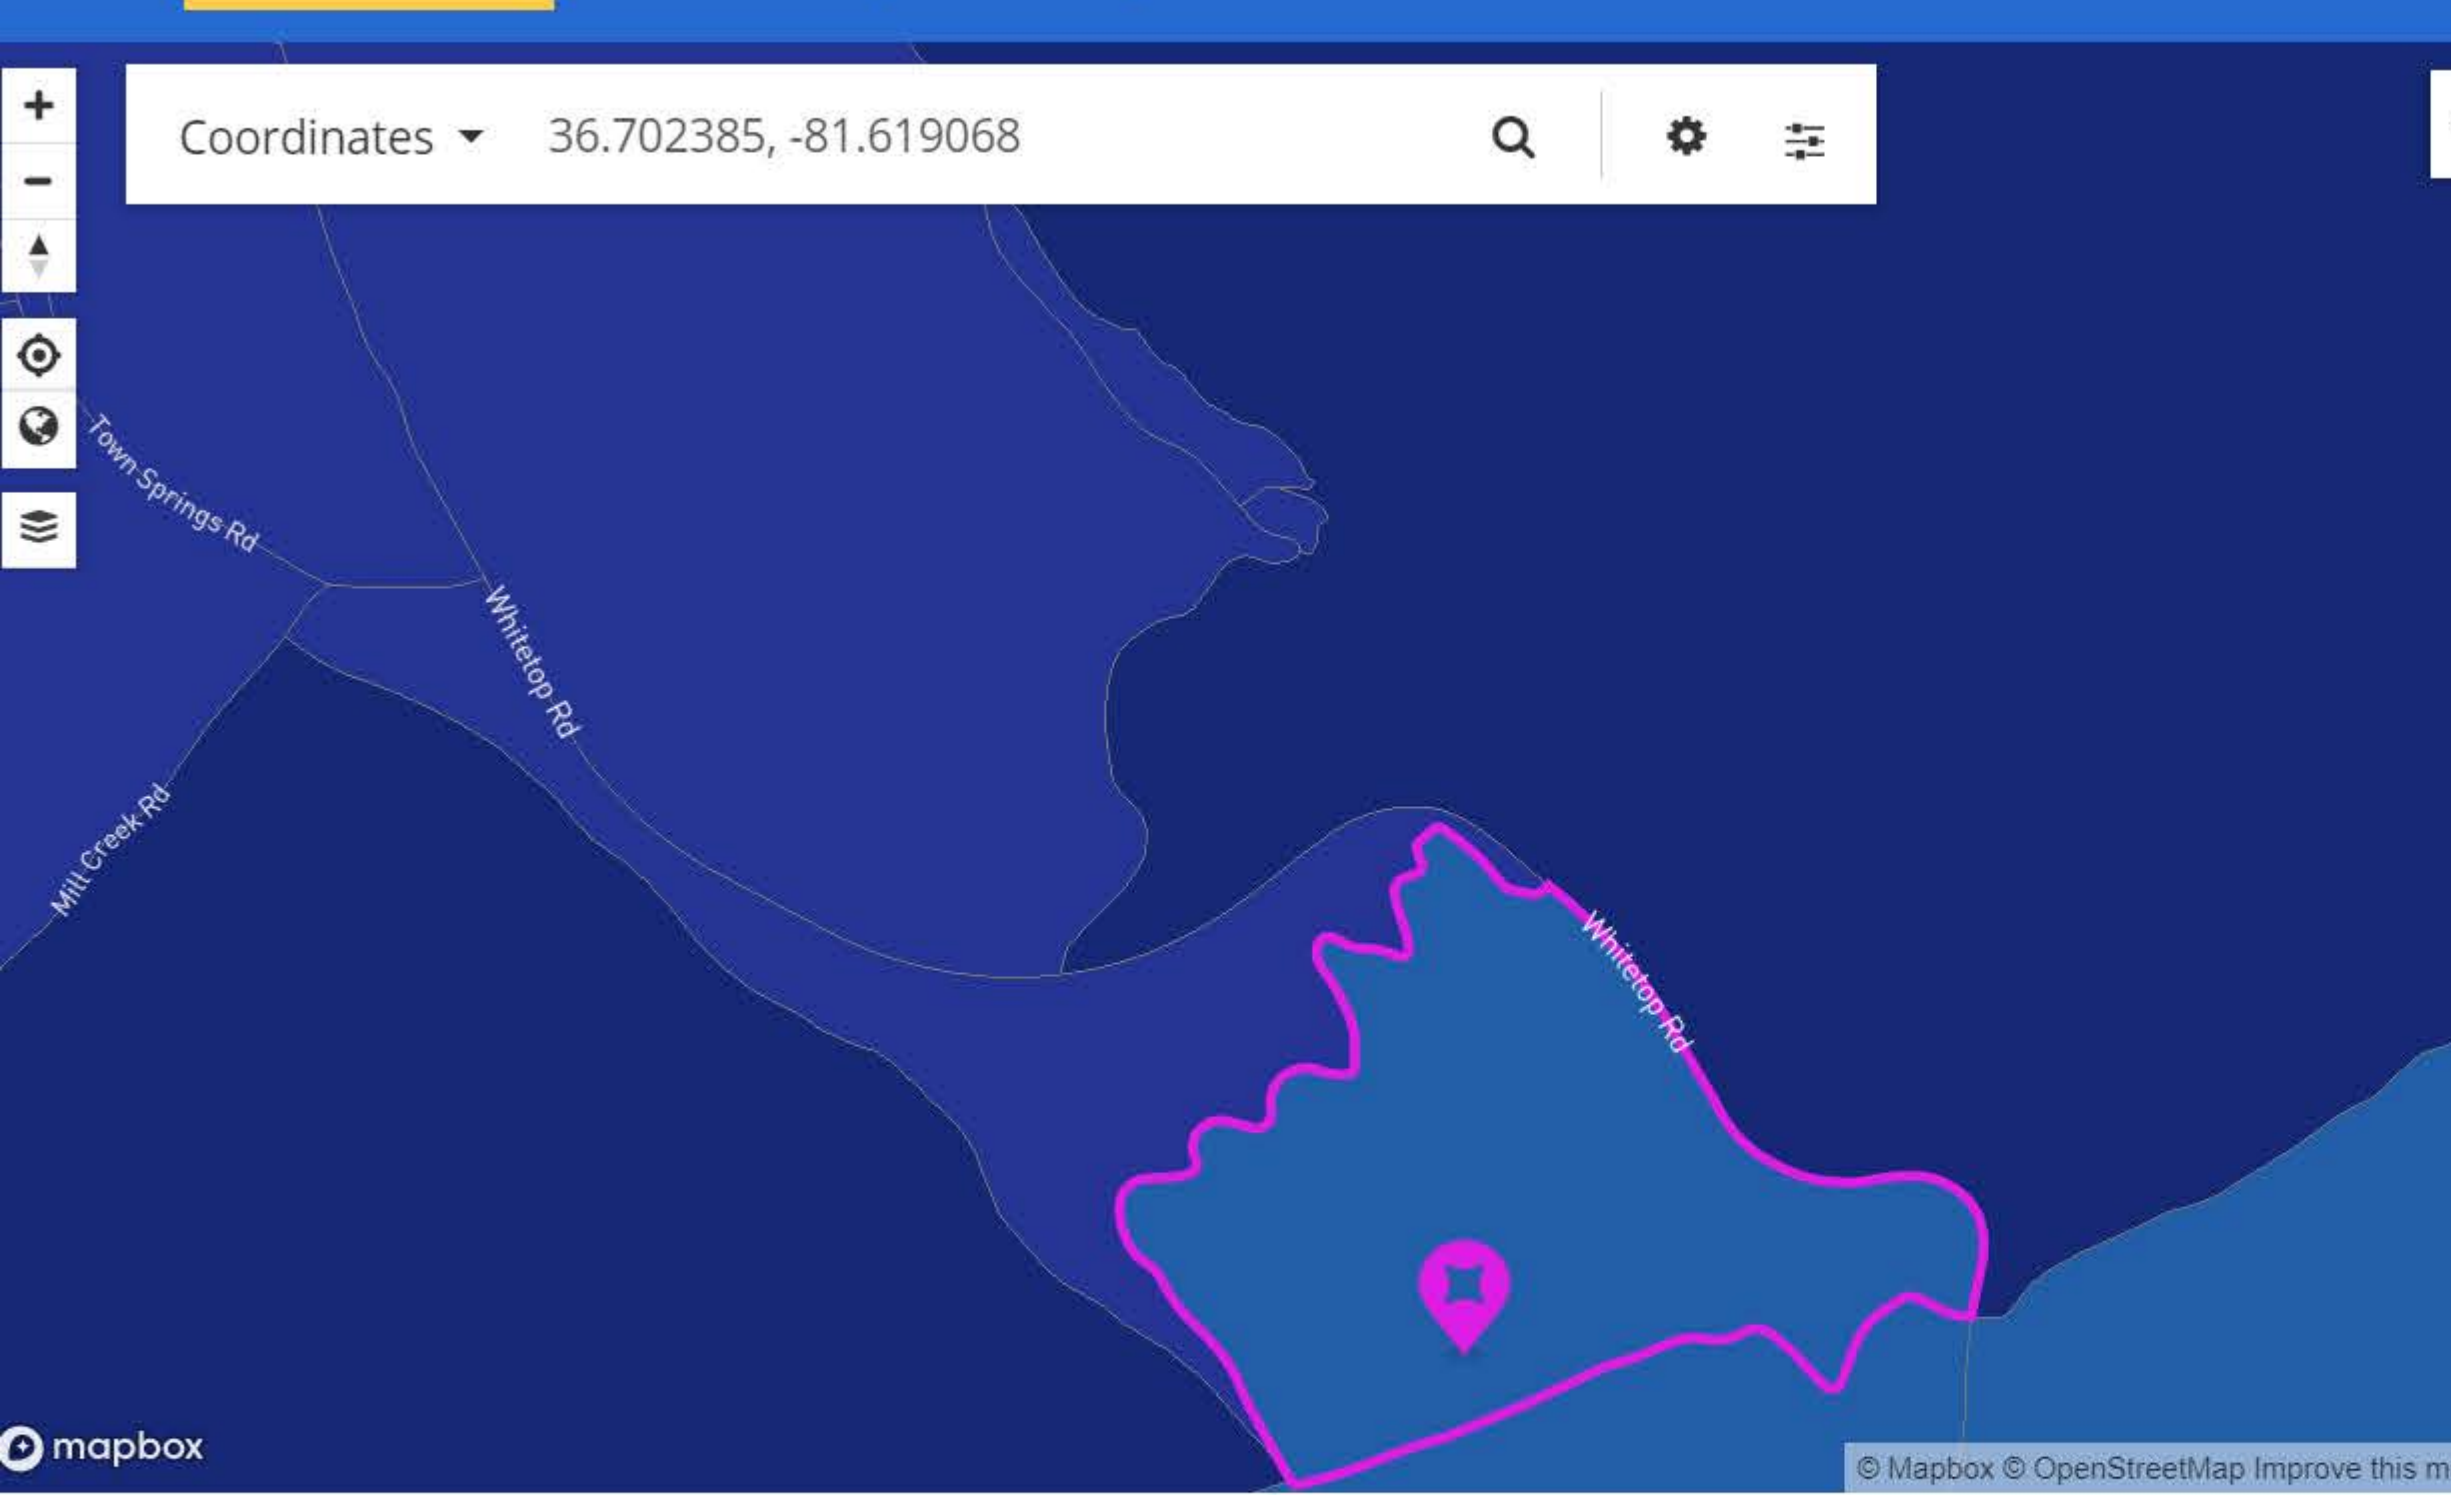 Coordinates 36.702385, -81.619068
Town Springs Rd
Whitetop Rd
Mill Creek Rd
Whitetop Rd
mapbox
© Mapbox © OpenStreetMap Improve this m